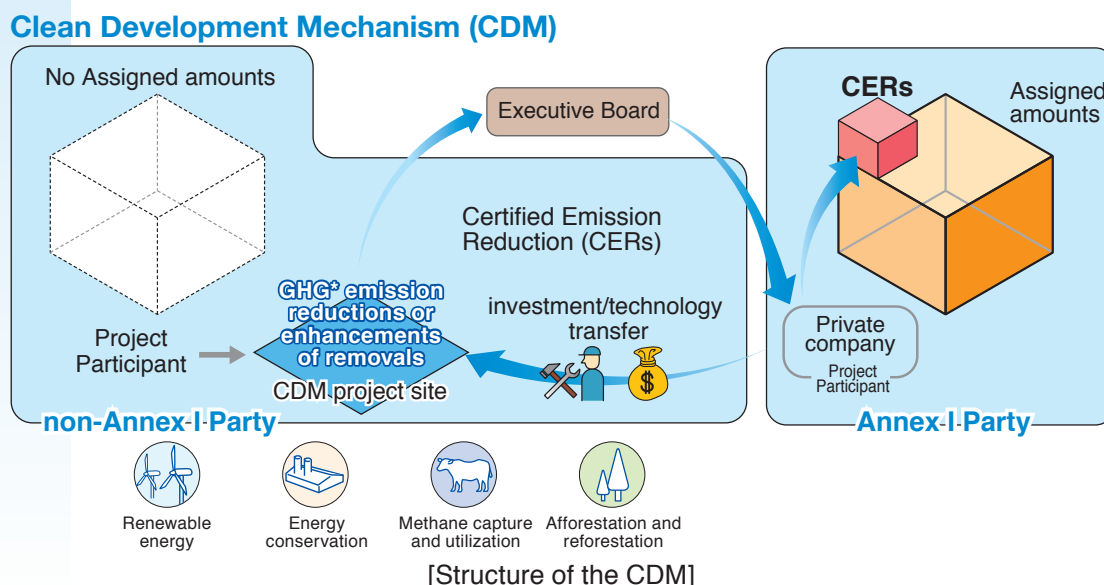 Clean Development Mechanism (CDM)
No Assigned amounts
Executive Board
CERs
Assigned
amounts
Certified Emission
Reduction (CERs)
GHG* emission
reductions or
enhancements
of removals
CDM project site
Project
Participant
investment/technology
transfer
$
Private
company
Project
Participant
non-Annex I Party
Annex I Party
Renewable
energy
Energy
conservation
Methane capture
and utilization
Afforestation and
reforestation
[Structure of the CDM]